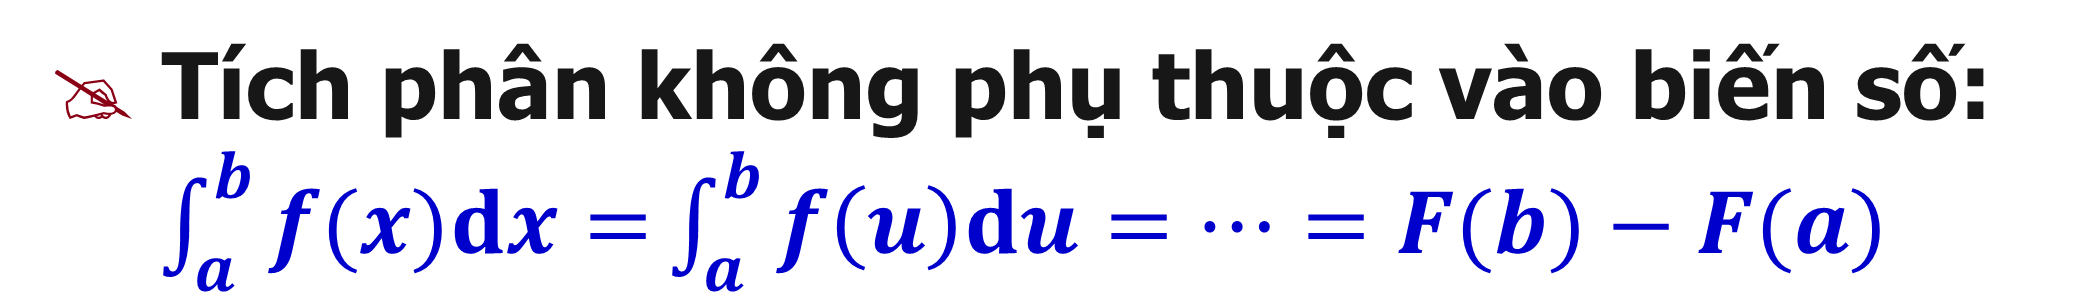 Tích phân không phụ thuộc vào biến số:
∫_a^b f(x)dx = ∫_a^b f(u)du = ⋯ = F(b) − F(a)